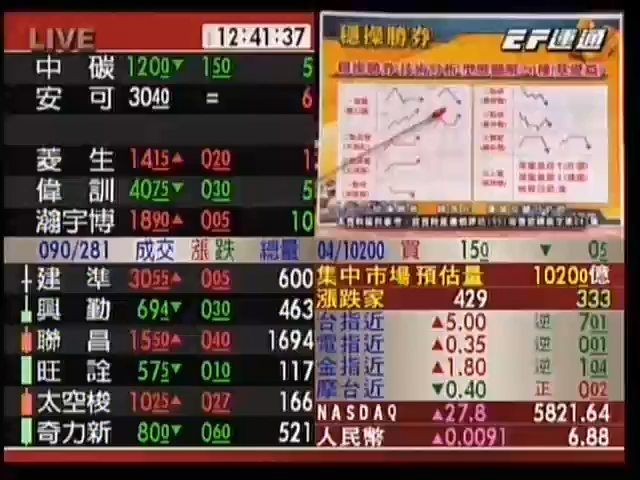 LIVE 12:41:37
中碳 1200▼ 150 5
安可 3040 = 6
菱生 1415▲ 020 1
偉訓 4075▼ 030 5
瀚宇博 1890▲ 005 10
090/281 成交 漲跌 總量
建準 3055▲ 005 600
興勤 694▼ 030 463
聯昌 1550▲ 040 1694
旺詮 575▼ 010 117
太空梭 1025▲ 027 166
奇力新 800▼ 060 521
穩操勝券 EF連通
04/10200 買 150 ▼ 05
集中市場預估量 10200億
漲跌家 429 333
台指近 ▲5.00 逆 701
電指近 ▲0.35 逆 001
金指近 ▲1.80 逆 104
摩台近 ▼0.40 正 002
NASDAQ ▲27.8 5821.64
人民幣 ▲0.0091 6.88